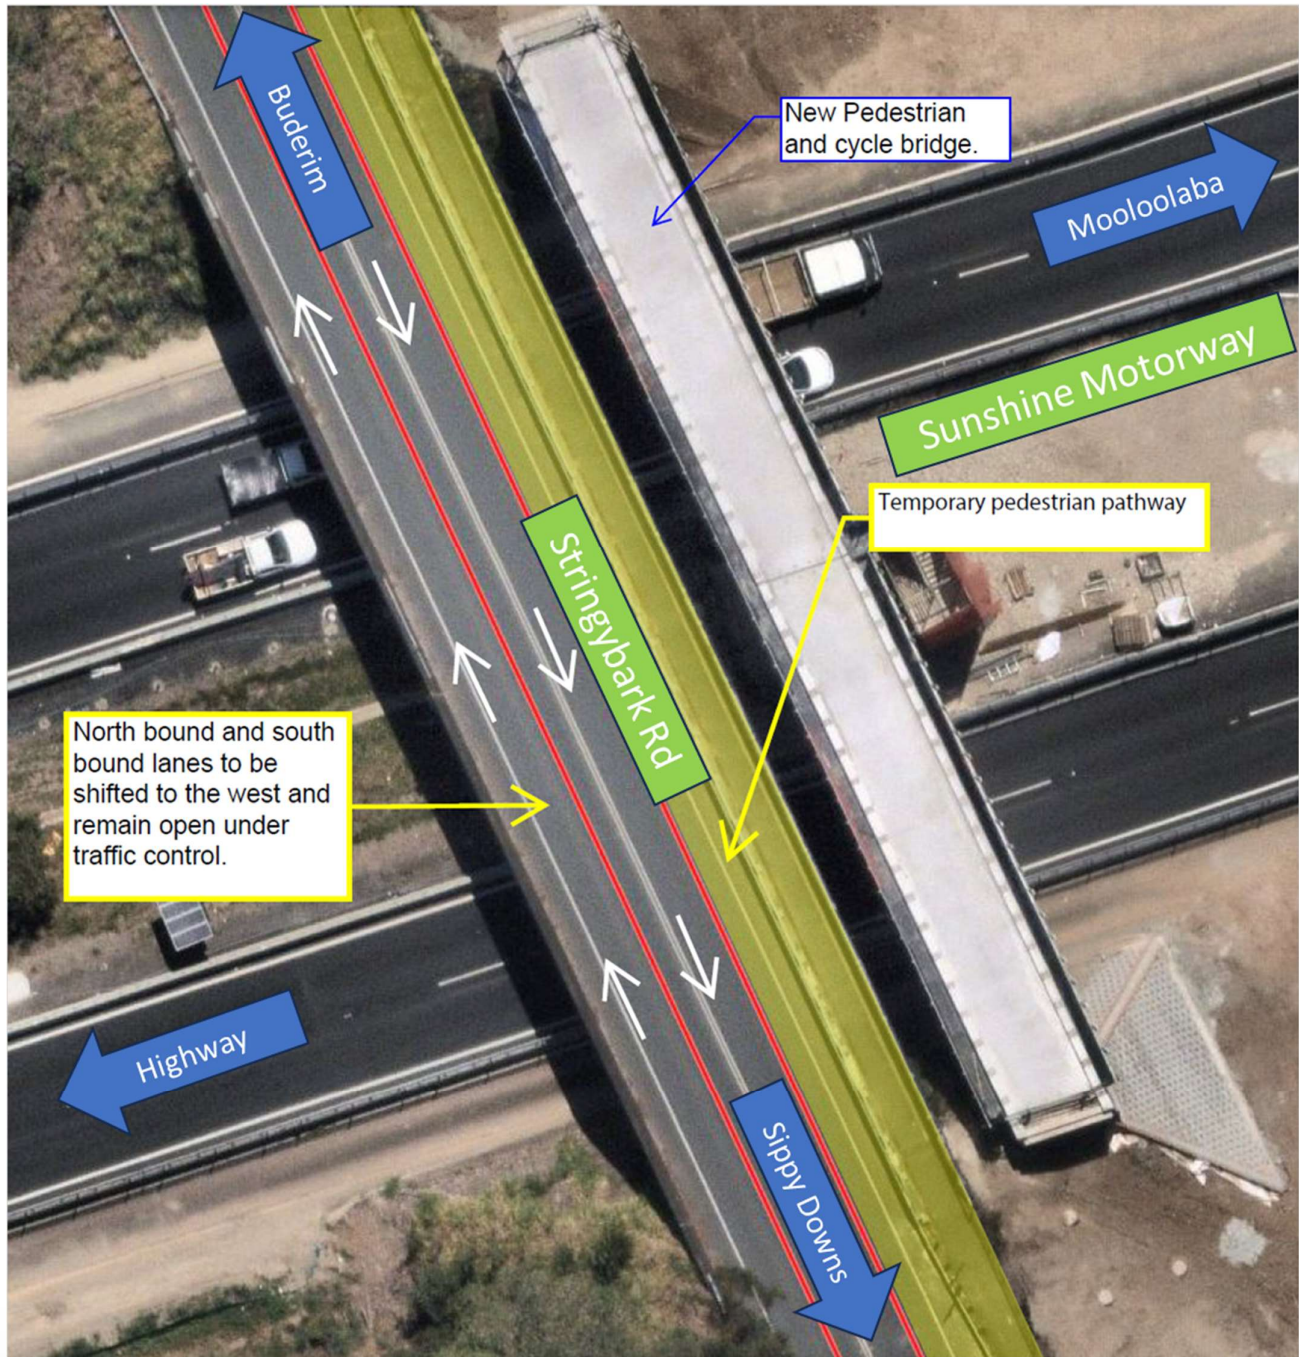 Buderim
New Pedestrian
and cycle bridge.
Mooloolaba
Sunshine Motorway
Temporary pedestrian pathway
Stringybark Rd
North bound and south
bound lanes to be
shifted to the west and
remain open under
traffic control.
Highway
Sippy Downs